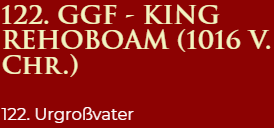 122. GGF - KING
REHOBOAM (1016 V.
CHR.)
122. Urgroßvater